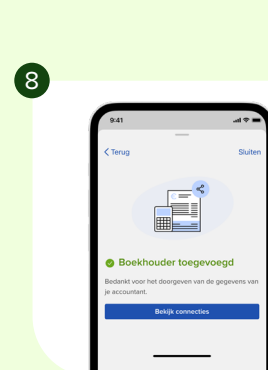 8
9:41
Terug Sluiten
Boekhouder toegevoegd
Bedankt voor het doorgeven van de gegevens van
je accountant.
Bekijk connecties